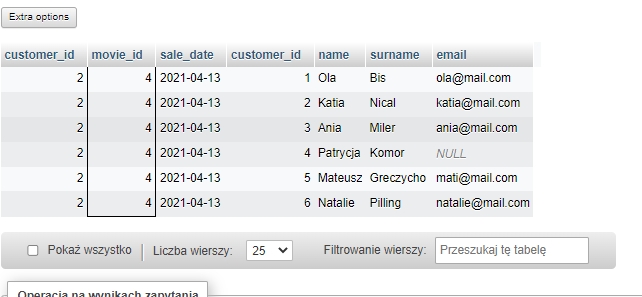 Extra options
customer_id movie_id sale_date customer_id name surname email
2 4 2021-04-13 1 Ola Bis ola@mail.com
2 4 2021-04-13 2 Katia Nical katia@mail.com
2 4 2021-04-13 3 Ania Miler ania@mail.com
2 4 2021-04-13 4 Patrycja Komor NULL
2 4 2021-04-13 5 Mateusz Greczycho mati@mail.com
2 4 2021-04-13 6 Natalie Pilling natalie@mail.com
Pokaż wszystko Liczba wierszy: 25 Filtrowanie wierszy: Przeszukaj tę tabelę
Operacja na wynikach zapytania